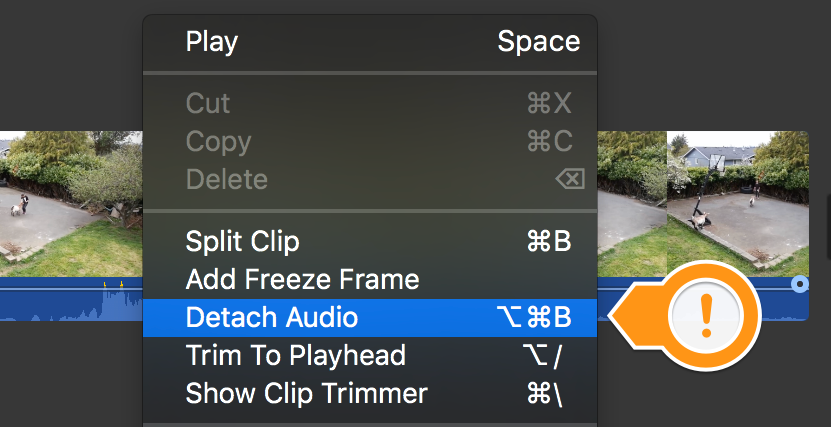 Play Space
Cut ⌘X
Copy ⌘C
Delete ⌫
Split Clip ⌘B
Add Freeze Frame
Detach Audio ⌥⌘B
Trim To Playhead ⌥/
Show Clip Trimmer ⌘\
!